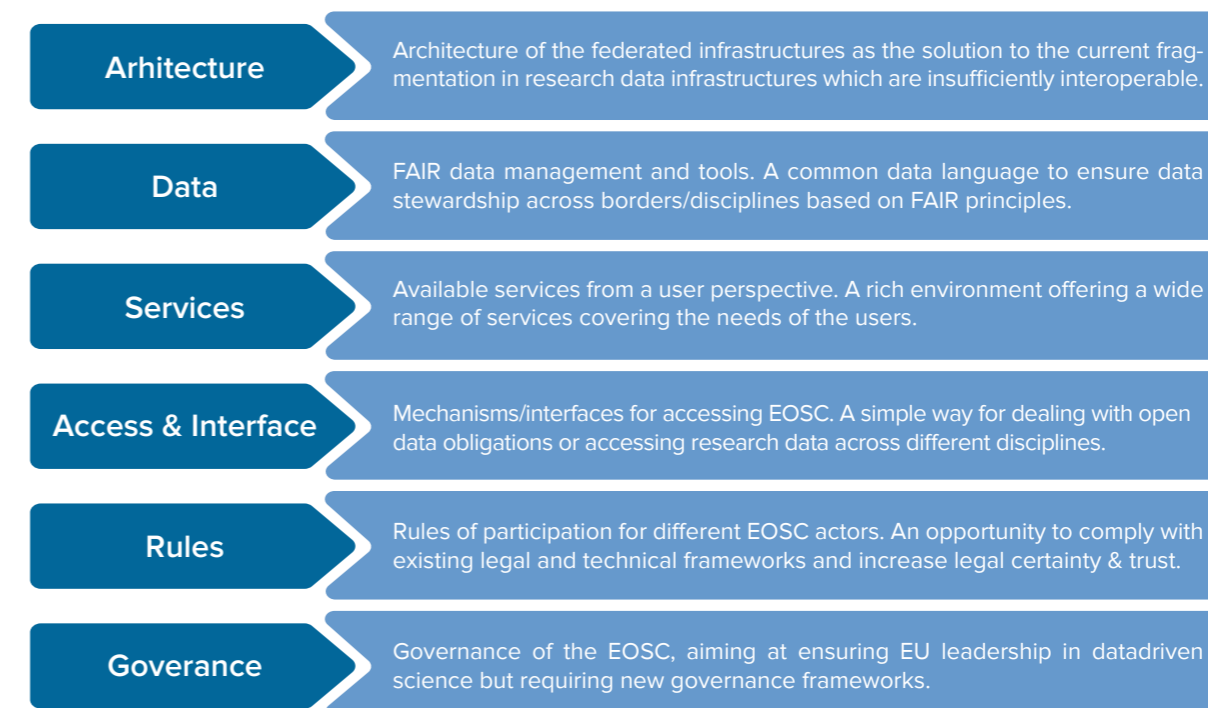 Arhitecture
Architecture of the federated infrastructures as the solution to the current frag-
mentation in research data infrastructures which are insufficiently interoperable.
Data
FAIR data management and tools. A common data language to ensure data
stewardship across borders/disciplines based on FAIR principles.
Services
Available services from a user perspective. A rich environment offering a wide
range of services covering the needs of the users.
Access & Interface
Mechanisms/interfaces for accessing EOSC. A simple way for dealing with open
data obligations or accessing research data across different disciplines.
Rules
Rules of participation for different EOSC actors. An opportunity to comply with
existing legal and technical frameworks and increase legal certainty & trust.
Goverance
Governance of the EOSC, aiming at ensuring EU leadership in datadriven
science but requiring new governance frameworks.